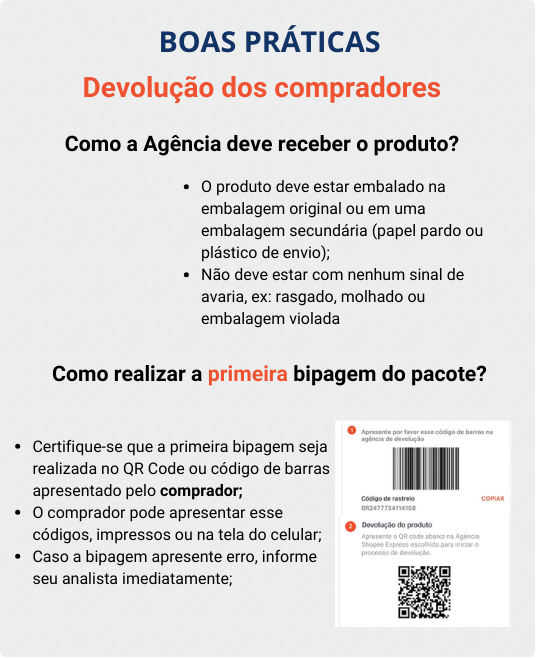 BOAS PRÁTICAS
Devolução dos compradores
Como a Agência deve receber o produto?
• O produto deve estar embalado na
embalagem original ou em uma
embalagem secundária (papel pardo ou
plástico de envio);
• Não deve estar com nenhum sinal de
avaria, ex: rasgado, molhado ou
embalagem violada
Como realizar a primeira bipagem do pacote?
• Certifique-se que a primeira bipagem seja
realizada no QR Code ou código de barras
apresentado pelo comprador;
• O comprador pode apresentar esse
códigos, impressos ou na tela do celular;
• Caso a bipagem apresente erro, informe
seu analista imediatamente;
1 Apresente por favor esse código de barras na
agência de devolução
Código de rastreio COPIAR
BR2477734114158
2 Devolução do produto
Apresente o QR code abaixo na Agência
Shopee Express escolhida para iniciar o
processo de devolução.